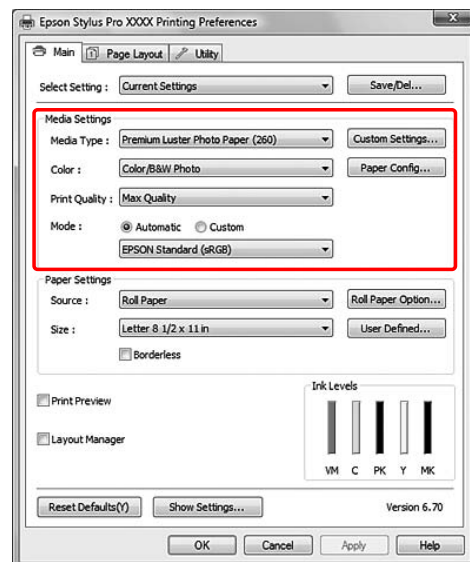 Epson Stylus Pro XXXX Printing Preferences
Main Page Layout Utility
Select Setting : Current Settings Save/Del...
Media Settings
Media Type : Premium Luster Photo Paper (260) Custom Settings...
Color : Color/B&W Photo Paper Config...
Print Quality : Max Quality
Mode : Automatic Custom
EPSON Standard (sRGB)
Paper Settings
Source : Roll Paper Roll Paper Option...
Size : Letter 8 1/2 x 11 in User Defined...
Borderless
Print Preview
Layout Manager
Ink Levels
VM C PK Y MK
Reset Defaults(Y) Show Settings... Version 6.70
OK Cancel Apply Help